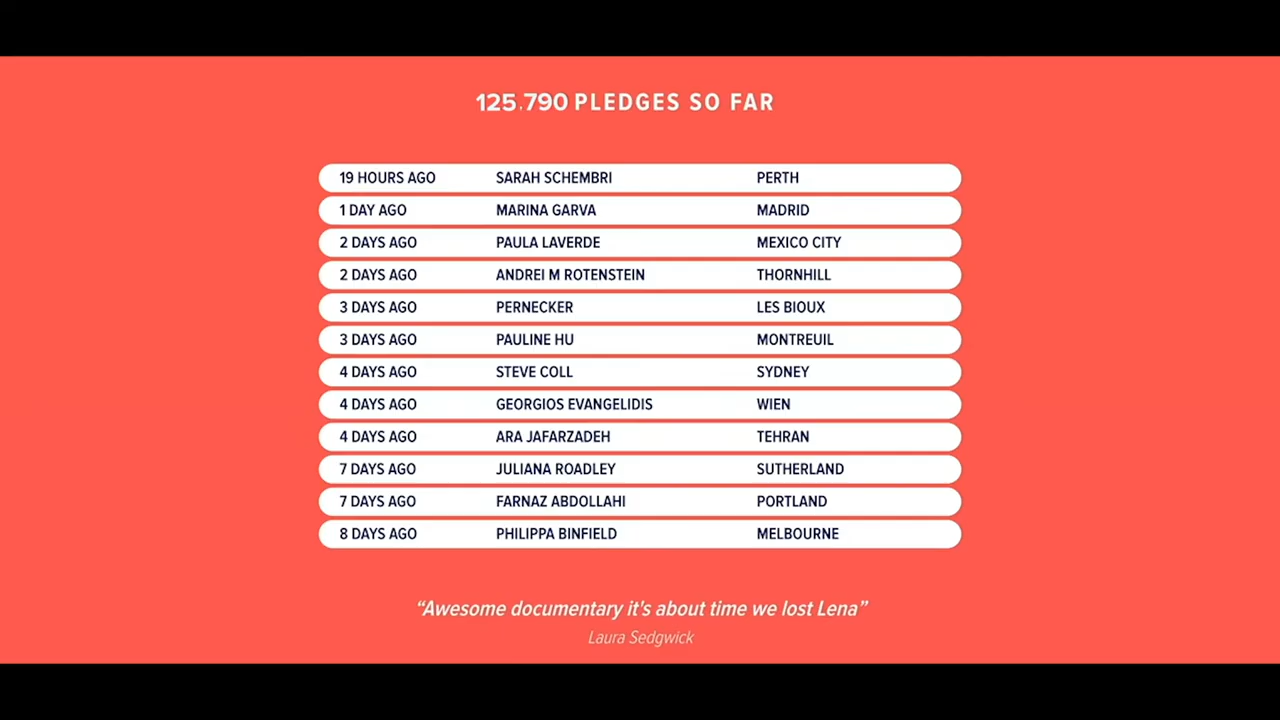 125.790 PLEDGES SO FAR
19 HOURS AGO SARAH SCHEMBRI PERTH
1 DAY AGO MARINA GARVA MADRID
2 DAYS AGO PAULA LAVERDE MEXICO CITY
2 DAYS AGO ANDREI M ROTENSTEIN THORNHILL
3 DAYS AGO PERNECKER LES BIOUX
3 DAYS AGO PAULINE HU MONTREUIL
4 DAYS AGO STEVE COLL SYDNEY
4 DAYS AGO GEORGIOS EVANGELIDIS WIEN
4 DAYS AGO ARA JAFARZADEH TEHRAN
7 DAYS AGO JULIANA ROADLEY SUTHERLAND
7 DAYS AGO FARNAZ ABDOLLAHI PORTLAND
8 DAYS AGO PHILIPPA BINFIELD MELBOURNE
“Awesome documentary it's about time we lost Lena”
Laura Sedgwick